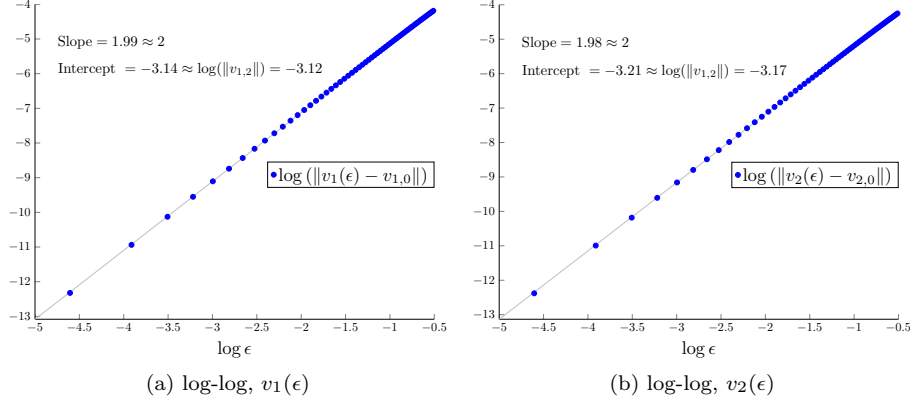 −4
−5
−6
−7
−8
−9
−10
−11
−12
−13
Slope = 1.99 ≈ 2
Intercept = −3.14 ≈ log(‖v₁,₂‖) = −3.12
log (‖v₁(ϵ) − v₁,₀‖)
−5 −4.5 −4 −3.5 −3 −2.5 −2 −1.5 −1 −0.5
log ϵ
(a) log-log, v₁(ϵ)
−4
−5
−6
−7
−8
−9
−10
−11
−12
−13
Slope = 1.98 ≈ 2
Intercept = −3.21 ≈ log(‖v₁,₂‖) = −3.17
log (‖v₂(ϵ) − v₂,₀‖)
−5 −4.5 −4 −3.5 −3 −2.5 −2 −1.5 −1 −0.5
log ϵ
(b) log-log, v₂(ϵ)